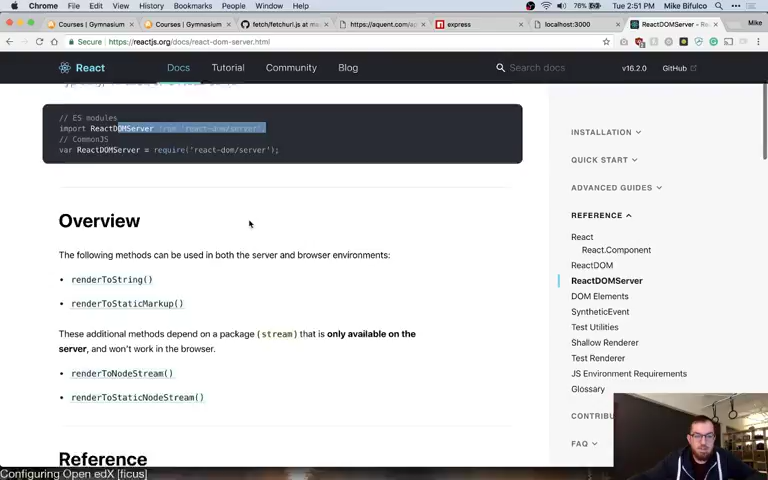 Chrome File Edit View History Bookmarks People Window Help
76% Tue 2:51 PM Mike Bifulco
Courses | Gymnasium
Courses | Gymnasium
fetch/fetchurl.js at ma
https://aquent.com/ap
express
localhost:3000
ReactDOMServer - Re
Mike
Secure https://reactjs.org/docs/react-dom-server.html
React
Docs
Tutorial
Community
Blog
Search docs
v16.2.0
GitHub
// ES modules
import ReactDOMServer from 'react-dom/server';
// CommonJS
var ReactDOMServer = require('react-dom/server');
Overview
The following methods can be used in both the server and browser environments:
• renderToString()
• renderToStaticMarkup()
These additional methods depend on a package (stream) that is only available on the
server, and won't work in the browser.
• renderToNodeStream()
• renderToStaticNodeStream()
Reference
INSTALLATION
QUICK START
ADVANCED GUIDES
REFERENCE
React
React.Component
ReactDOM
ReactDOMServer
DOM Elements
SyntheticEvent
Test Utilities
Shallow Renderer
Test Renderer
JS Environment Requirements
Glossary
CONTRIBU
FAQ
Configuring Open edX [ficus]